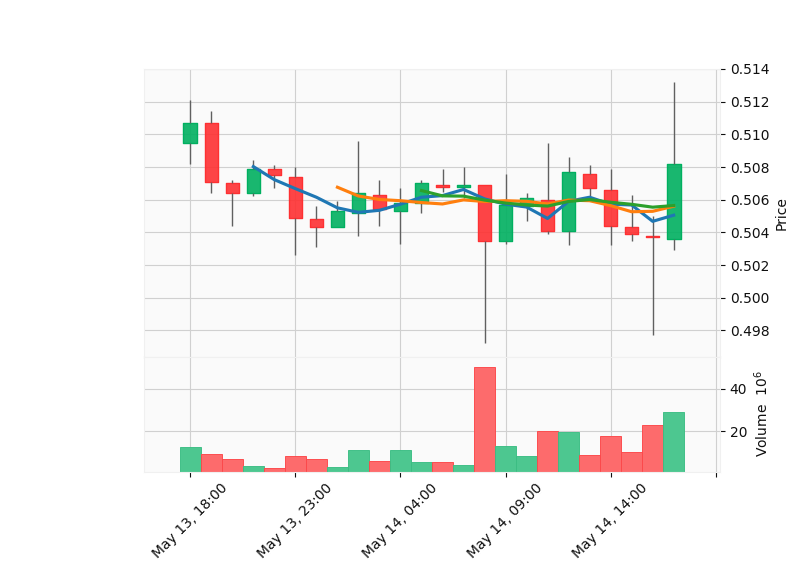 0.514
0.512
0.510
0.508
0.506
0.504
0.502
0.500
0.498
Price
40
20
Volume 10^6
May 13, 18:00
May 13, 23:00
May 14, 04:00
May 14, 09:00
May 14, 14:00